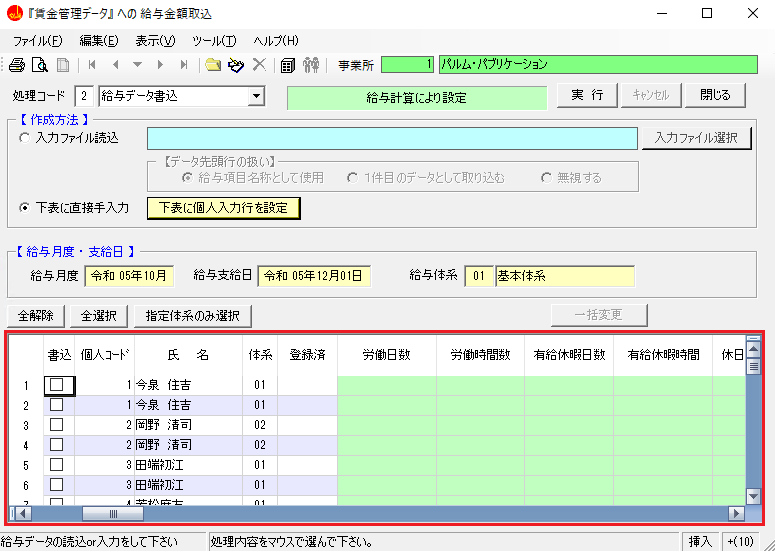 『賃金管理データ』への 給与金額取込
ファイル(F) 編集(E) 表示(V) ツール(T) ヘルプ(H)
事業所 1 パルム・パブリケーション
処理コード 2 給与データ書込 給与計算により設定 実 行 キャンセル 閉じる
【 作成方法 】
入力ファイル読込 入力ファイル選択
【データ先頭行の扱い】
給与項目名称として使用 1件目のデータとして取り込む 無視する
下表に直接手入力 下表に個人入力行を設定
【 給与月度・支給日 】
給与月度 令和 05年10月 給与支給日 令和 05年12月01日 給与体系 01 基本体系
全解除 全選択 指定体系のみ選択 一括変更
書込 個人コード 氏 名 体系 登録済 労働日数 労働時間数 有給休暇日数 有給休暇時間 休日
1 1 今泉 住吉 01
2 1 今泉 住吉 01
3 2 岡野 清司 02
4 2 岡野 清司 02
5 3 田端初江 01
6 3 田端初江 01
給与データの読込or入力をして下さい 処理内容をマウスで選んで下さい。 挿入 +(10)